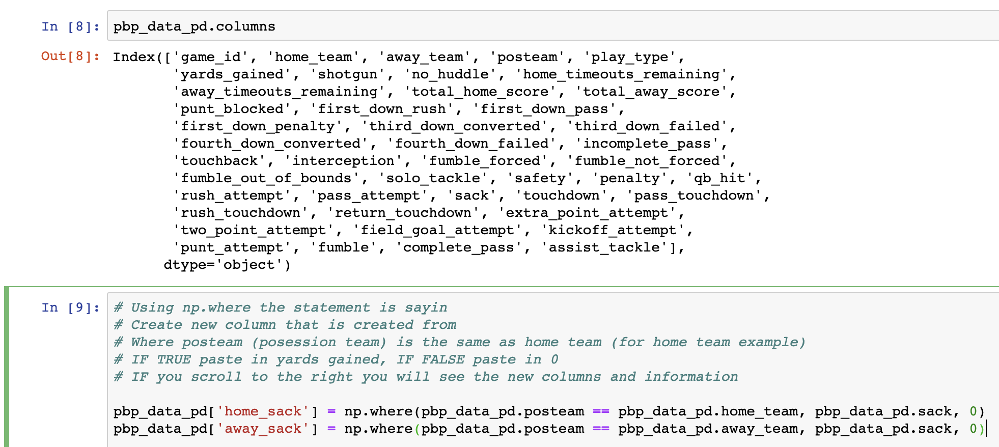 In [8]: pbp_data_pd.columns
Out[8]: Index(['game_id', 'home_team', 'away_team', 'posteam', 'play_type',
'yards_gained', 'shotgun', 'no_huddle', 'home_timeouts_remaining',
'away_timeouts_remaining', 'total_home_score', 'total_away_score',
'punt_blocked', 'first_down_rush', 'first_down_pass',
'first_down_penalty', 'third_down_converted', 'third_down_failed',
'fourth_down_converted', 'fourth_down_failed', 'incomplete_pass',
'touchback', 'interception', 'fumble_forced', 'fumble_not_forced',
'fumble_out_of_bounds', 'solo_tackle', 'safety', 'penalty', 'qb_hit',
'rush_attempt', 'pass_attempt', 'sack', 'touchdown', 'pass_touchdown',
'rush_touchdown', 'return_touchdown', 'extra_point_attempt',
'two_point_attempt', 'field_goal_attempt', 'kickoff_attempt',
'punt_attempt', 'fumble', 'complete_pass', 'assist_tackle'],
dtype='object')
In [9]: # Using np.where the statement is sayin
# Create new column that is created from
# Where posteam (posession team) is the same as home team (for home team example)
# IF TRUE paste in yards gained, IF FALSE paste in 0
# IF you scroll to the right you will see the new columns and information
pbp_data_pd['home_sack'] = np.where(pbp_data_pd.posteam == pbp_data_pd.home_team, pbp_data_pd.sack, 0)
pbp_data_pd['away_sack'] = np.where(pbp_data_pd.posteam == pbp_data_pd.away_team, pbp_data_pd.sack, 0)